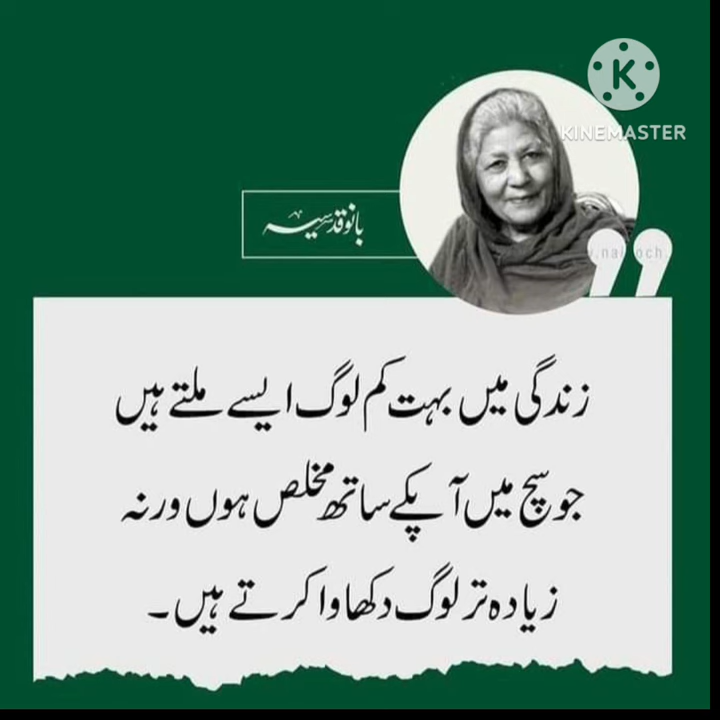 K
KINEMASTER
بانو قدسیہ
زندگی میں بہت کم لوگ ایسے ملتے ہیں
جو سچ میں آپکے ساتھ مخلص ہوں ورنہ
زیادہ تر لوگ دکھاوا کرتے ہیں۔